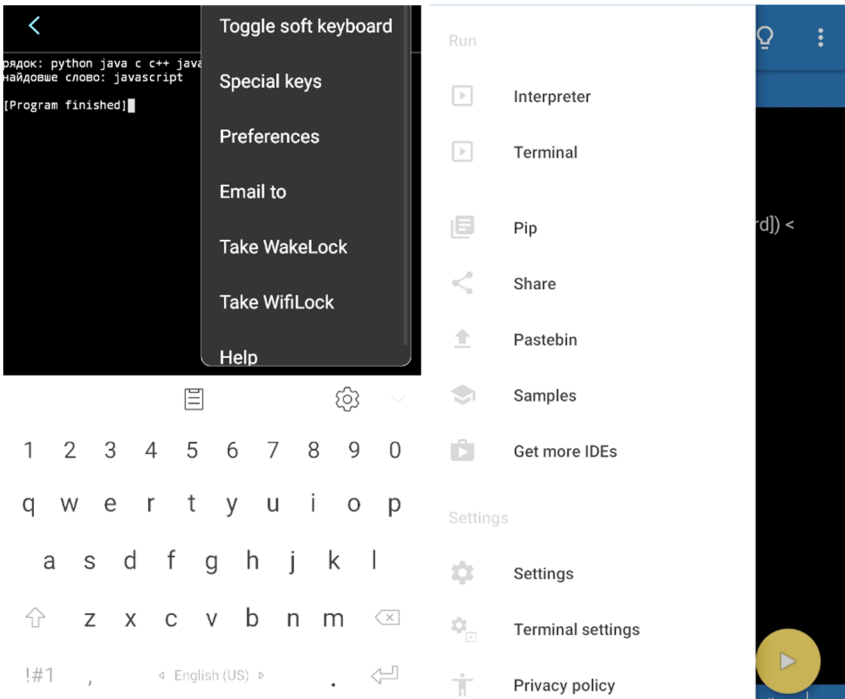 рядок: python java c c++ java
найдовше слово: javascript
[Program finished]
Toggle soft keyboard
Special keys
Preferences
Email to
Take WakeLock
Take WifiLock
Help
1 2 3 4 5 6 7 8 9 0
q w e r t y u i o p
a s d f g h j k l
z x c v b n m
!#1 , English (US) .
Run
Interpreter
Terminal
Pip
Share
Pastebin
Samples
Get more IDEs
Settings
Settings
Terminal settings
Privacy policy
rd]) <